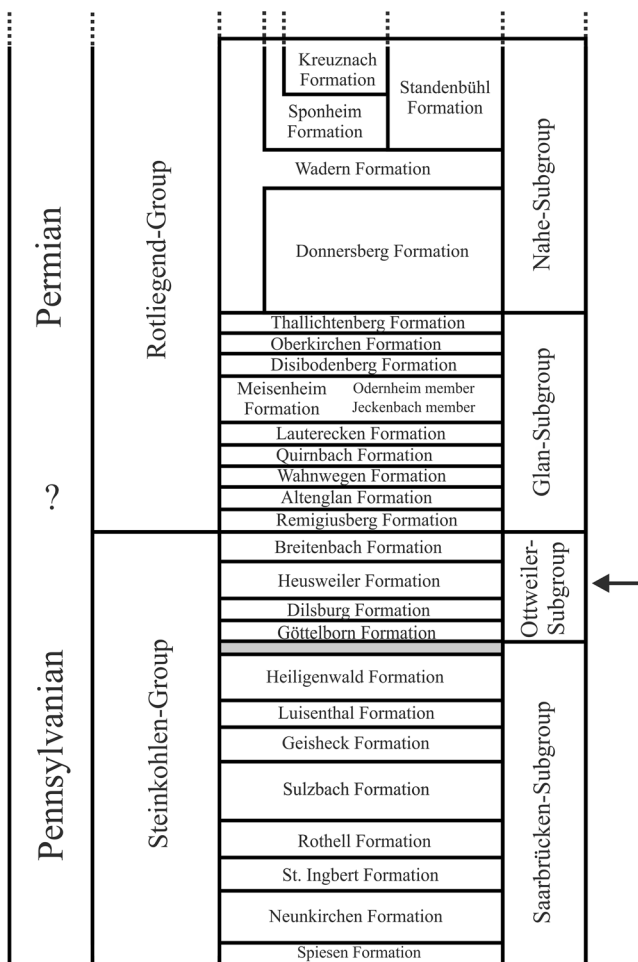 Permian
?
Pennsylvanian
Rotliegend-Group
Steinkohlen-Group
Kreuznach
Formation
Standenbühl
Formation
Sponheim
Formation
Wadern Formation
Donnersberg Formation
Thallichtenberg Formation
Oberkirchen Formation
Disibodenberg Formation
Meisenheim
Formation
Odernheim member
Jeckenbach member
Lauterecken Formation
Quirnbach Formation
Wahnwegen Formation
Altenglan Formation
Remigiusberg Formation
Breitenbach Formation
Heusweiler Formation
Dilsburg Formation
Göttelborn Formation
Heiligenwald Formation
Luisenthal Formation
Geisheck Formation
Sulzbach Formation
Rothell Formation
St. Ingbert Formation
Neunkirchen Formation
Spiesen Formation
Nahe-Subgroup
Glan-Subgroup
Ottweiler-
Subgroup
Saarbrücken-Subgroup